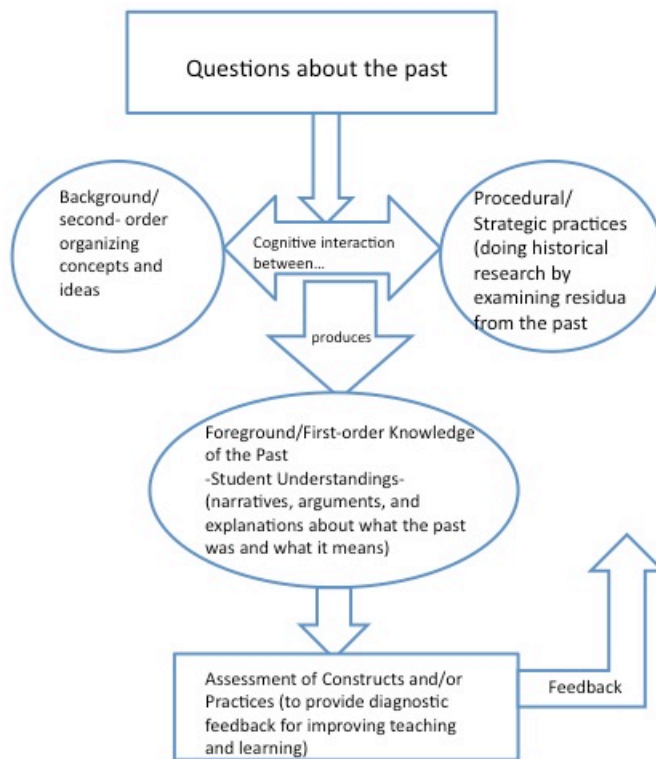 Questions about the past
Background/
second- order
organizing
concepts and
ideas
Cognitive interaction
between...
Procedural/
Strategic practices
(doing historical
research by
examining residua
from the past
produces
Foreground/First-order Knowledge
of the Past
-Student Understandings-
(narratives, arguments, and
explanations about what the past
was and what it means)
Assessment of Constructs and/or
Practices (to provide diagnostic
feedback for improving teaching
and learning)
Feedback